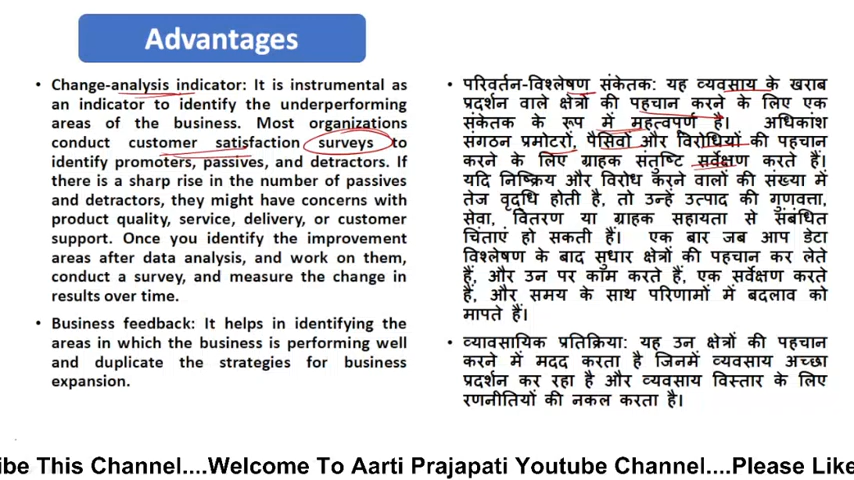 Advantages
• Change-analysis indicator: It is instrumental as
an indicator to identify the underperforming
areas of the business. Most organizations
conduct customer satisfaction surveys to
identify promoters, passives, and detractors. If
there is a sharp rise in the number of passives
and detractors, they might have concerns with
product quality, service, delivery, or customer
support. Once you identify the improvement
areas after data analysis, and work on them,
conduct a survey, and measure the change in
results over time.
• Business feedback: It helps in identifying the
areas in which the business is performing well
and duplicate the strategies for business
expansion.
• परिवर्तन-विश्लेषण संकेतक: यह व्यवसाय के खराब
प्रदर्शन वाले क्षेत्रों की पहचान करने के लिए एक
संकेतक के रूप में महत्वपूर्ण है। अधिकांश
संगठन प्रमोटरों, पैसिवों और विरोधियों की पहचान
करने के लिए ग्राहक संतुष्टि सर्वेक्षण करते हैं।
यदि निष्क्रिय और विरोध करने वालों की संख्या में
तेज वृद्धि होती है, तो उन्हें उत्पाद की गुणवत्ता,
सेवा, वितरण या ग्राहक सहायता से संबंधित
चिंताएं हो सकती हैं। एक बार जब आप डेटा
विश्लेषण के बाद सुधार क्षेत्रों की पहचान कर लेते
हैं, और उन पर काम करते हैं, एक सर्वेक्षण करते
हैं, और समय के साथ परिणामों में बदलाव को
मापते हैं।
• व्यावसायिक प्रतिक्रिया: यह उन क्षेत्रों की पहचान
करने में मदद करता है जिनमें व्यवसाय अच्छा
प्रदर्शन कर रहा है और व्यवसाय विस्तार के लिए
रणनीतियों की नकल करता है।
ibe This Channel....Welcome To Aarti Prajapati Youtube Channel....Please Like